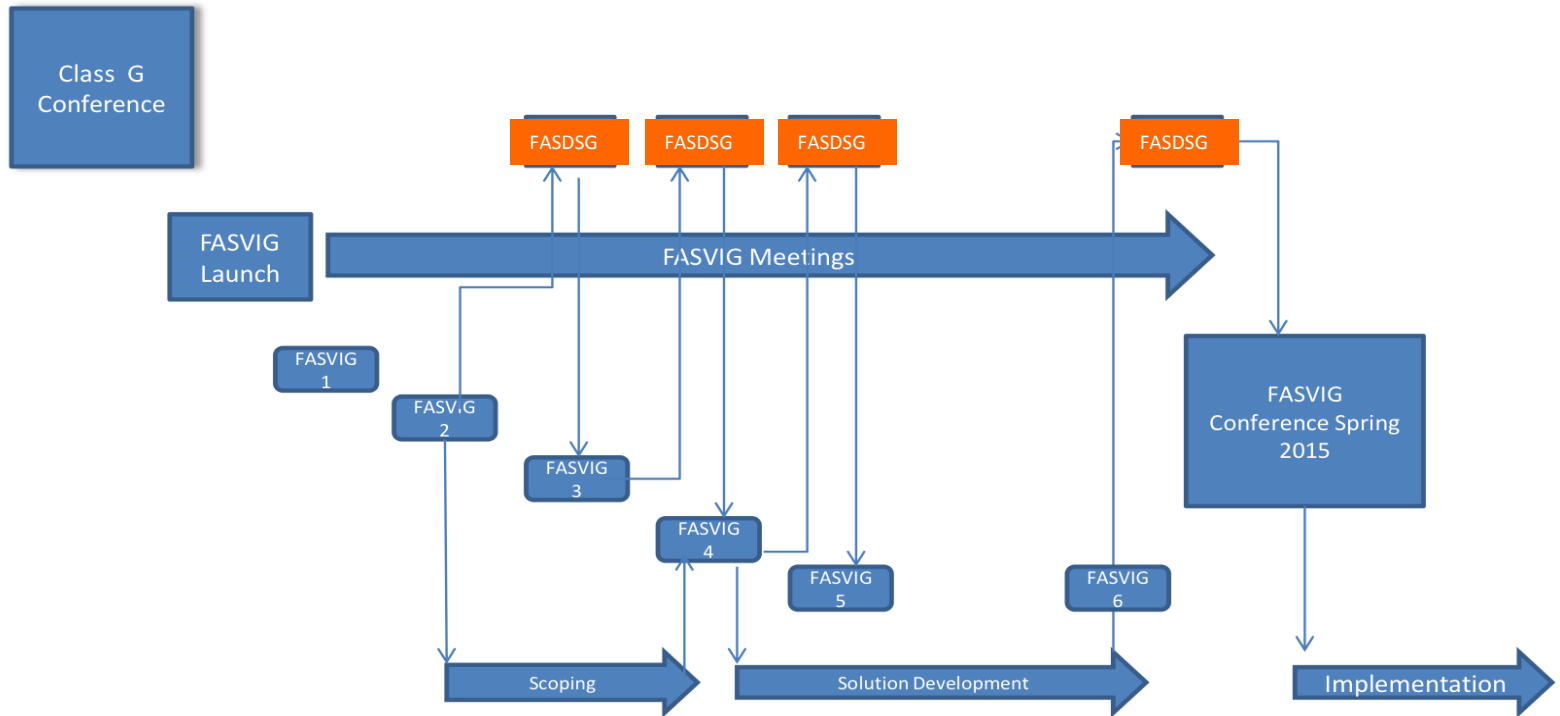 Class G
Conference
FASDSG
FASDSG
FASDSG
FASDSG
FASVIG
Launch
FASVIG Meetings
FASVIG
1
FASVIG
2
FASVIG
3
FASVIG
4
FASVIG
5
FASVIG
6
FASVIG
Conference Spring
2015
Scoping
Solution Development
Implementation